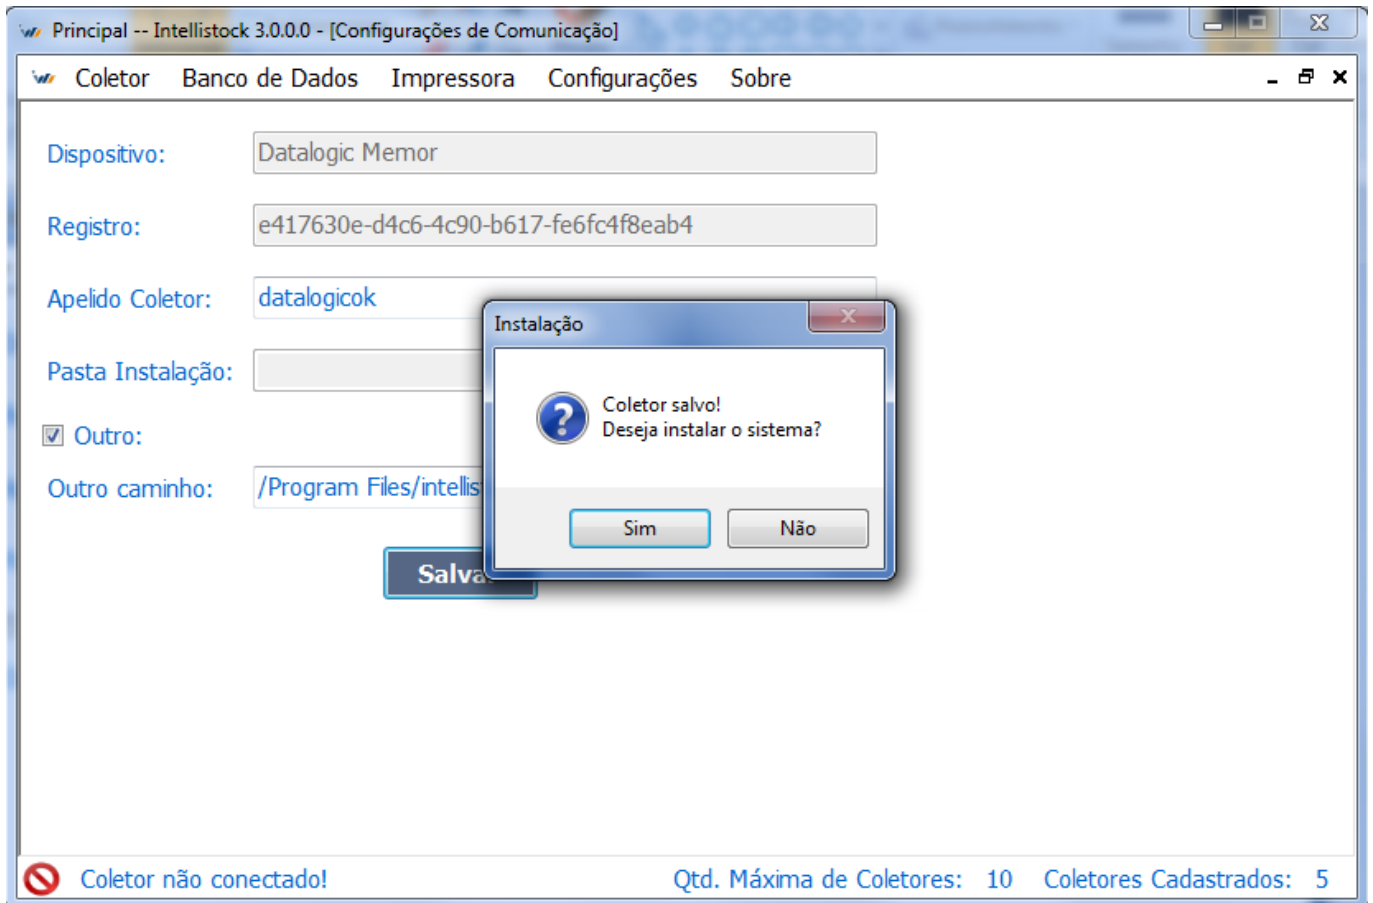 Principal -- Intellistock 3.0.0.0 - [Configurações de Comunicação]
Coletor Banco de Dados Impressora Configurações Sobre
Dispositivo: Datalogic Memor
Registro: e417630e-d4c6-4c90-b617-fe6fc4f8eab4
Apelido Coletor: datalogicok
Instalação
Pasta Instalação:
Coletor salvo!
Deseja instalar o sistema?
Outro:
Outro caminho: /Program Files/intellis
Sim Não
Salva
Coletor não conectado! Qtd. Máxima de Coletores: 10 Coletores Cadastrados: 5